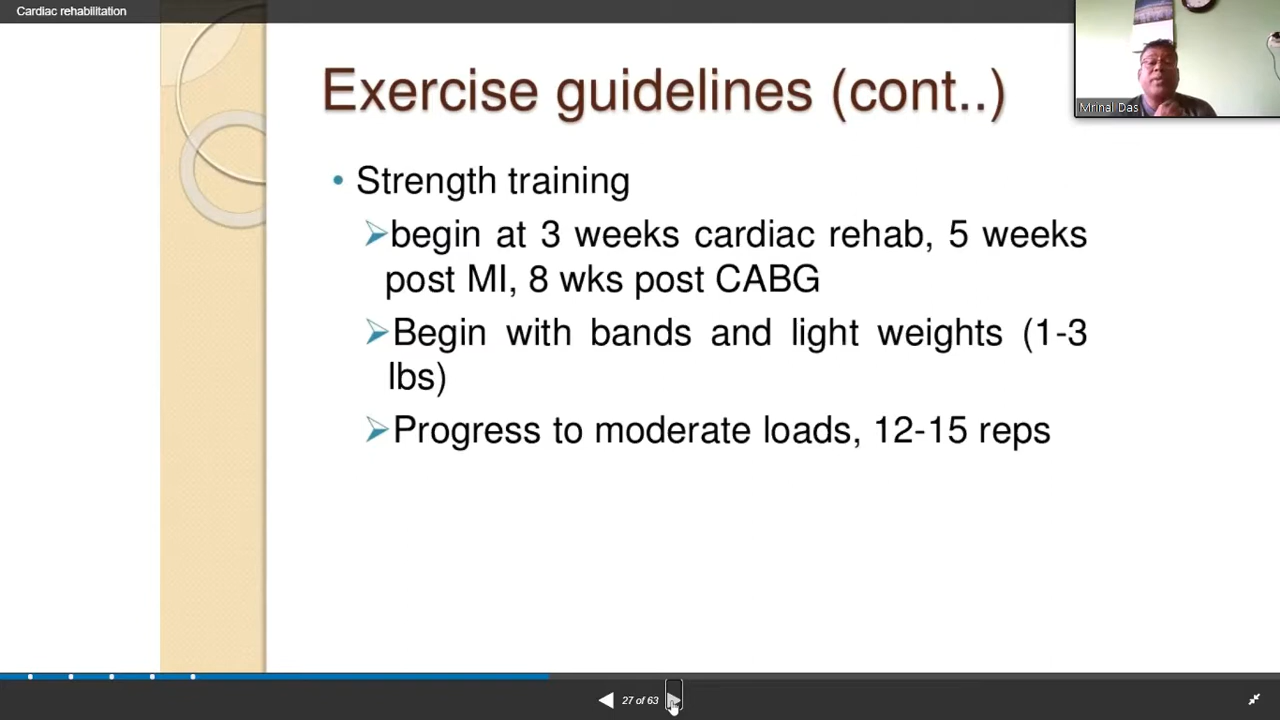 Cardiac rehabilitation
Exercise guidelines (cont..)
Mrinal Das
• Strength training
➢begin at 3 weeks cardiac rehab, 5 weeks
post MI, 8 wks post CABG
➢Begin with bands and light weights (1-3
lbs)
➢Progress to moderate loads, 12-15 reps
27 of 63